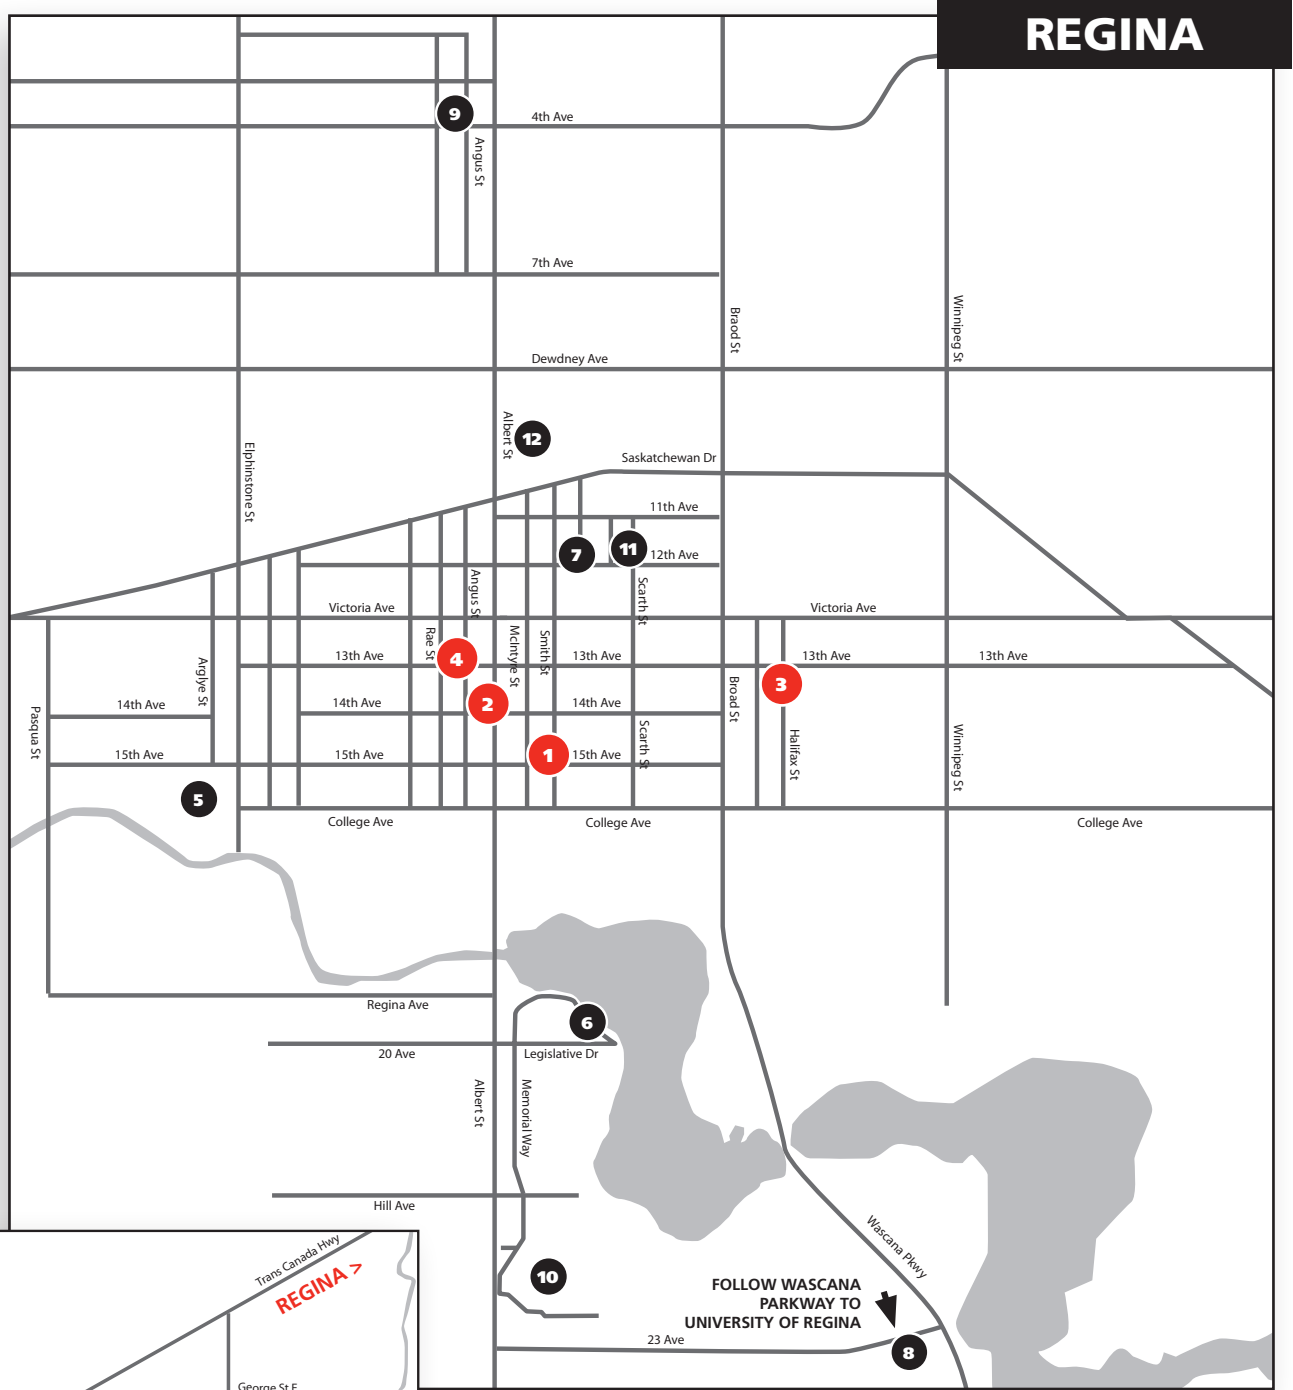 REGINA
9
4th Ave
Angus St
7th Ave
Braod St
Winnipeg St
Dewdney Ave
Albert St
12
Elphinstone St
Saskatchewan Dr
11th Ave
7
11
12th Ave
Angus St
Scarth St
Victoria Ave
Victoria Ave
Rae St
McIntyre St
Smith St
13th Ave
4
13th Ave
13th Ave
13th Ave
Arglye St
3
Broad St
14th Ave
14th Ave
2
14th Ave
Pasqua St
Scarth St
Halifax St
Winnipeg St
15th Ave
15th Ave
1
15th Ave
5
College Ave
College Ave
College Ave
Regina Ave
6
20 Ave
Legislative Dr
Albert St
Memorial Way
Hill Ave
Wascana Pkwy
Trans Canada Hwy
REGINA >
10
FOLLOW WASCANA
PARKWAY TO
UNIVERSITY OF REGINA
23 Ave
8
George St E